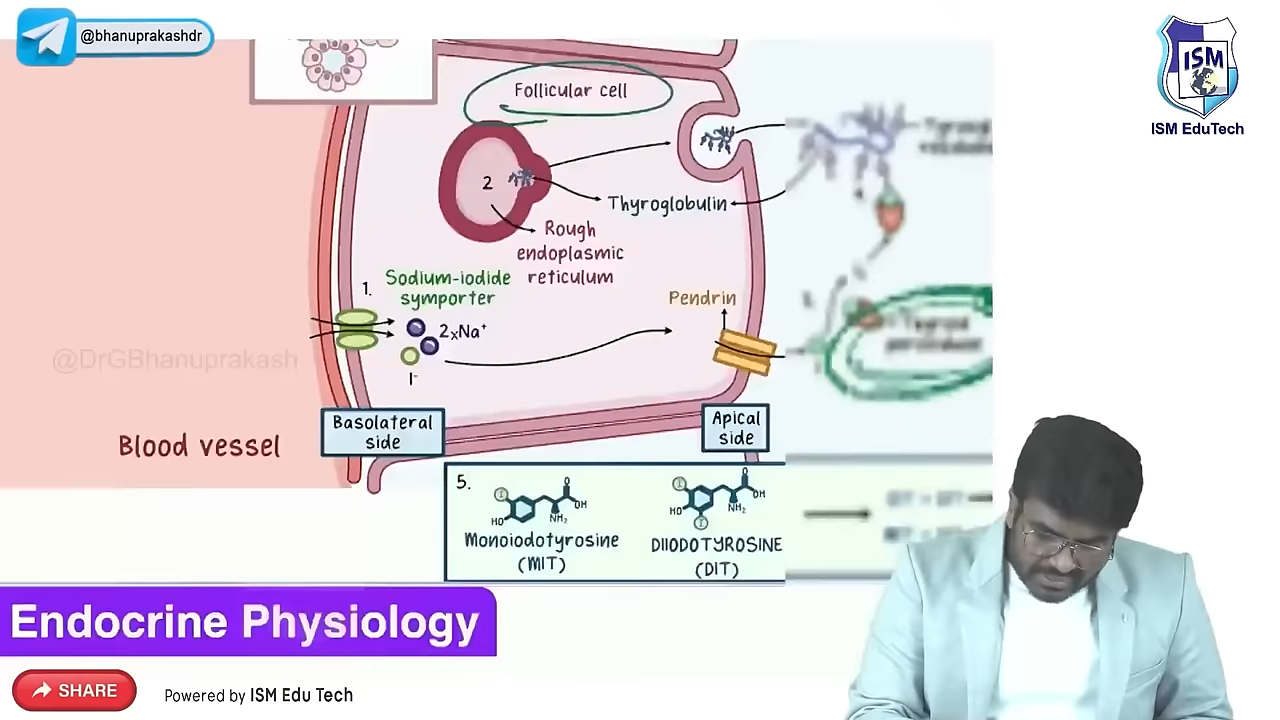 @bhanuprakashdr
ISM
ISM EduTech
Follicular cell
2
Thyroglobulin
Rough
endoplasmic
reticulum
1.
Sodium-iodide
symporter
2xNa⁺
I⁻
Pendrin
@DrGBhanuprakash
Blood vessel
Basolateral
side
Apical
side
5.
I
HO
O
OH
NH₂
Monoiodotyrosine
(MIT)
I
I
HO
O
OH
NH₂
DIIODOTYROSINE
(DIT)
Endocrine Physiology
SHARE
Powered by ISM Edu Tech